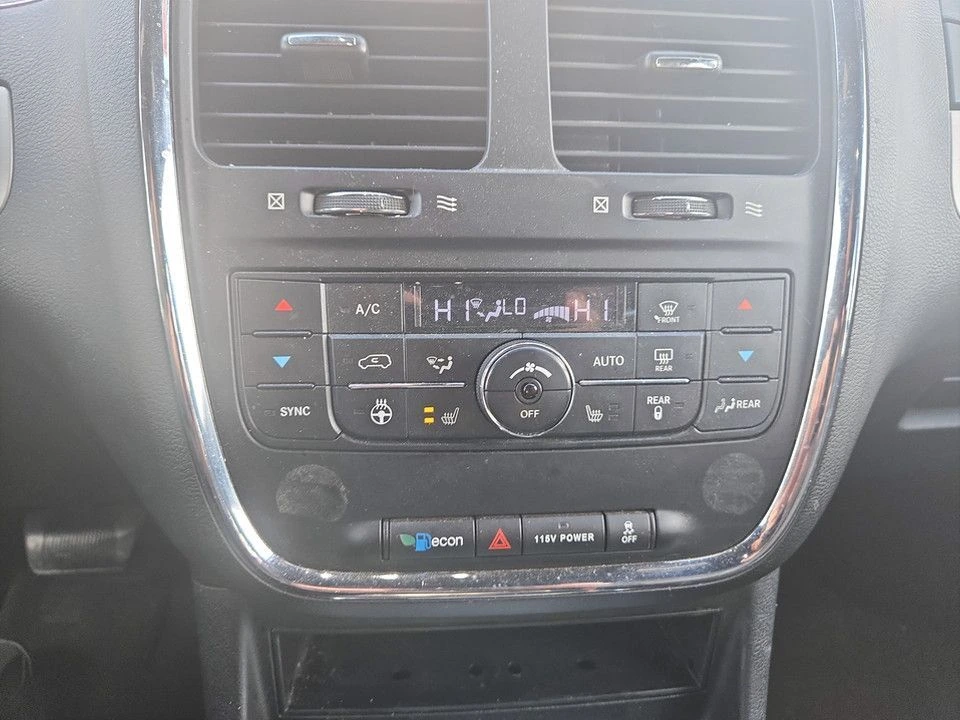 A/C
HI LO HI
FRONT
AUTO
REAR
SYNC
OFF
REAR
REAR
econ
115V POWER
OFF